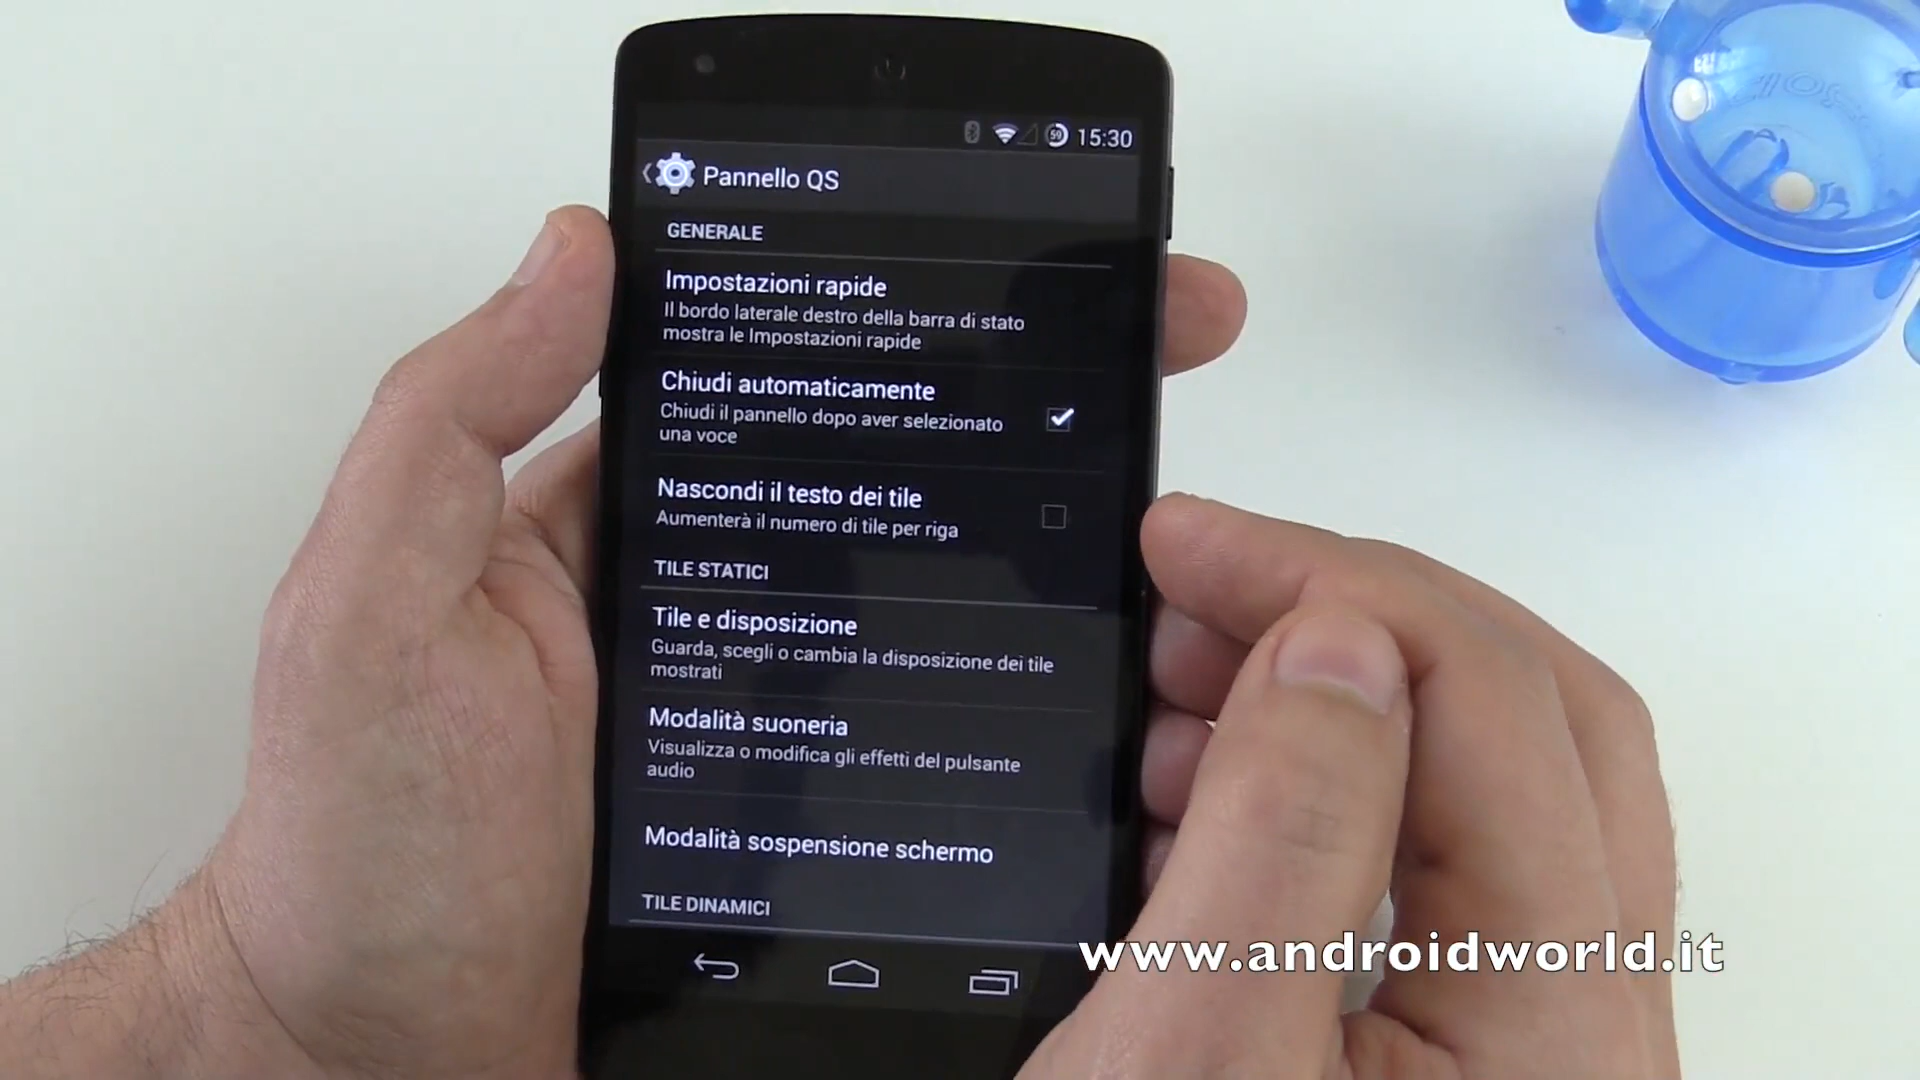 59 15:30
Pannello QS
GENERALE
Impostazioni rapide
Il bordo laterale destro della barra di stato
mostra le Impostazioni rapide
Chiudi automaticamente
Chiudi il pannello dopo aver selezionato
una voce
Nascondi il testo dei tile
Aumenterà il numero di tile per riga
TILE STATICI
Tile e disposizione
Guarda, scegli o cambia la disposizione dei tile
mostrati
Modalità suoneria
Visualizza o modifica gli effetti del pulsante
audio
Modalità sospensione schermo
TILE DINAMICI
www.androidworld.it